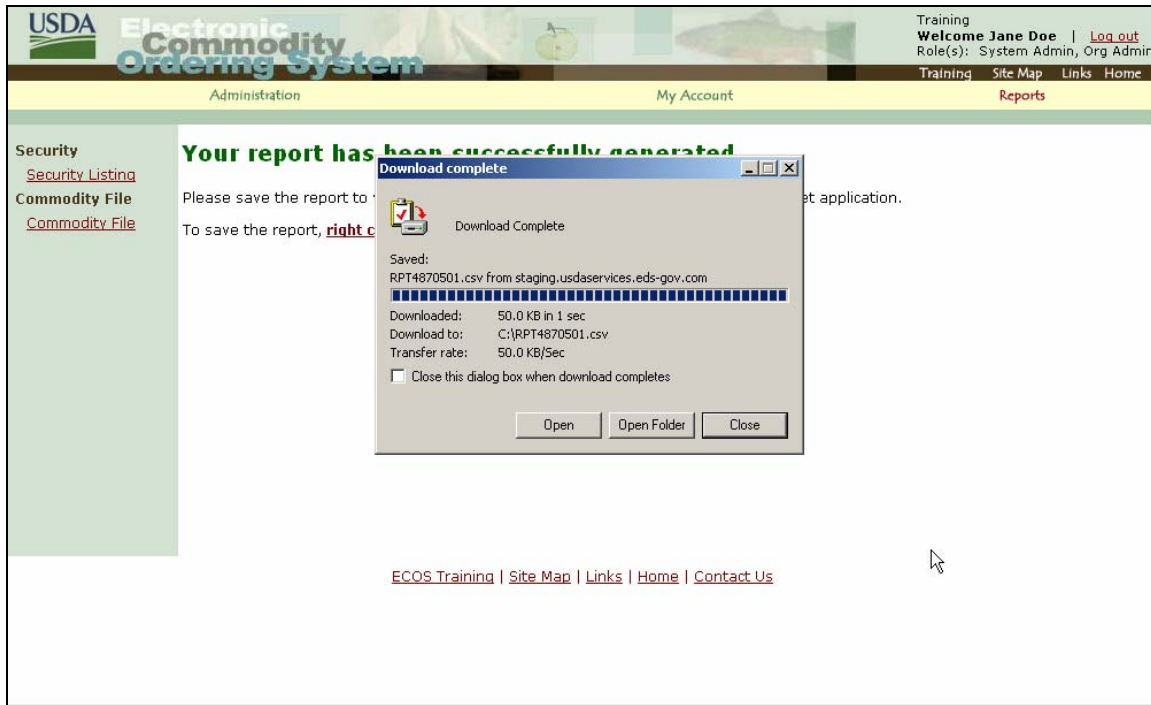 USDA
Electronic
Commodity
Ordering System
Training
Welcome Jane Doe | Log out
Role(s): System Admin, Org Admin
Training Site Map Links Home
Administration My Account Reports
Security
Security Listing
Commodity File
Commodity File
Your report has been successfully generated
Please save the report to et application.
To save the report, right c
Download complete
Download Complete
Saved:
RPT4870501.csv from staging.usdaservices.eds-gov.com
Downloaded: 50.0 KB in 1 sec
Download to: C:\RPT4870501.csv
Transfer rate: 50.0 KB/Sec
Close this dialog box when download completes
Open Open Folder Close
ECOS Training | Site Map | Links | Home | Contact Us